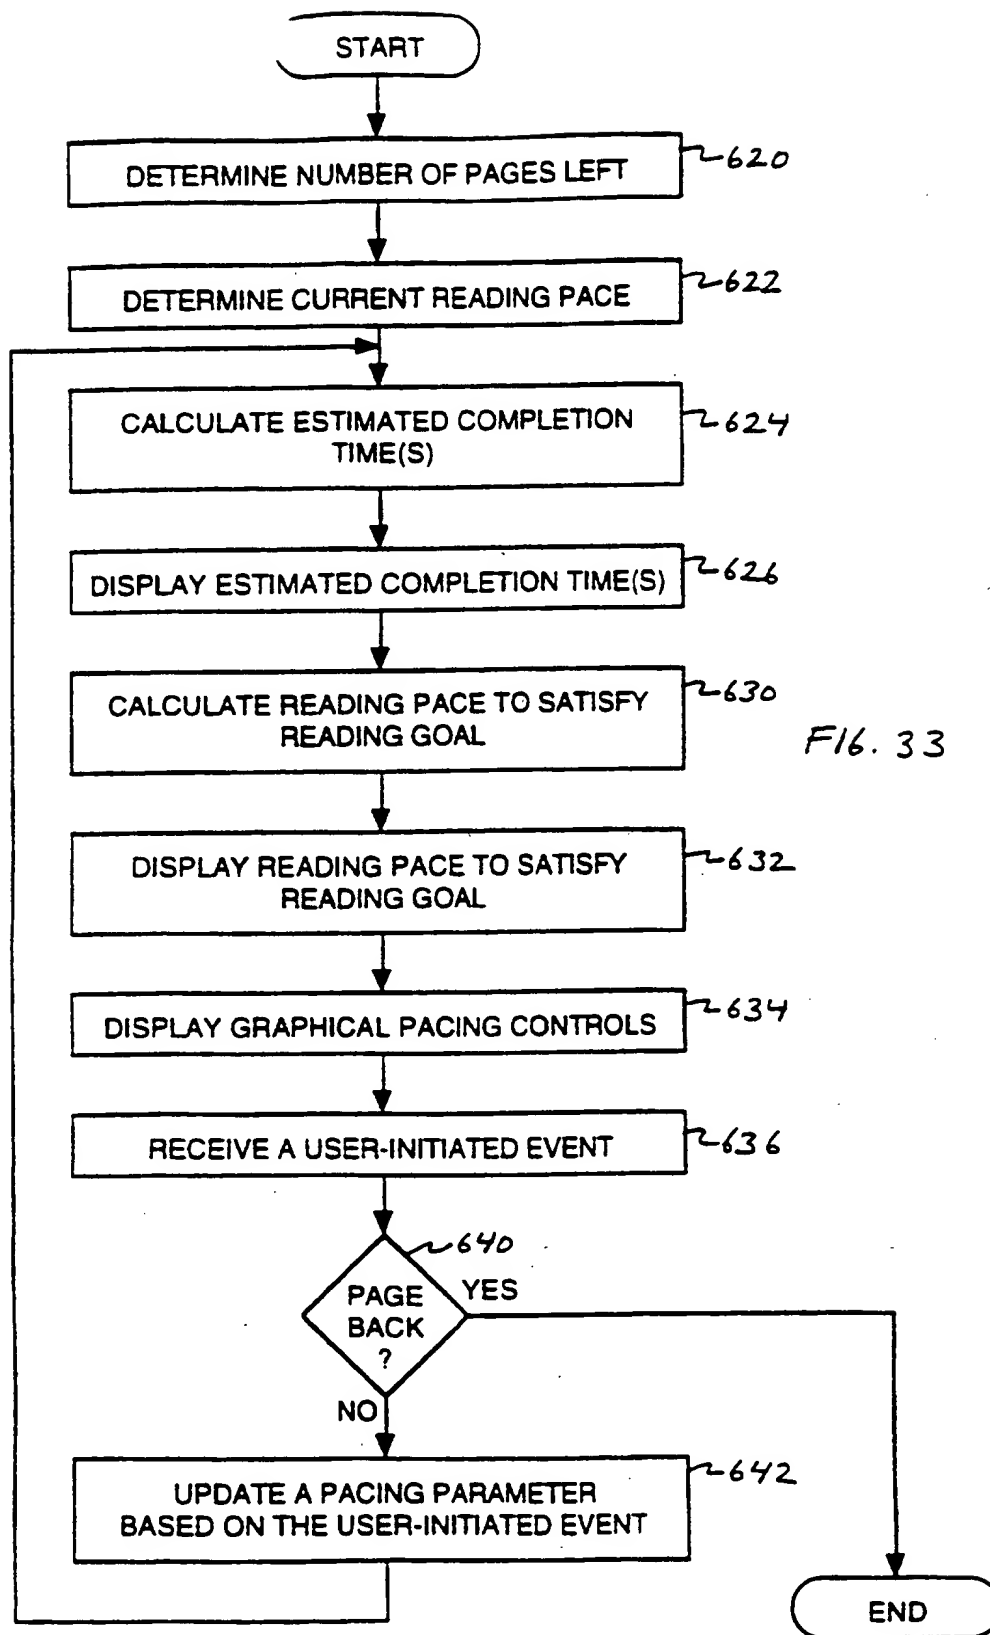 START
DETERMINE NUMBER OF PAGES LEFT
620
DETERMINE CURRENT READING PACE
622
CALCULATE ESTIMATED COMPLETION
TIME(S)
624
DISPLAY ESTIMATED COMPLETION TIME(S)
626
CALCULATE READING PACE TO SATISFY
READING GOAL
630
FIG. 33
DISPLAY READING PACE TO SATISFY
READING GOAL
632
DISPLAY GRAPHICAL PACING CONTROLS
634
RECEIVE A USER-INITIATED EVENT
636
640
PAGE
BACK
?
YES
NO
UPDATE A PACING PARAMETER
BASED ON THE USER-INITIATED EVENT
642
END